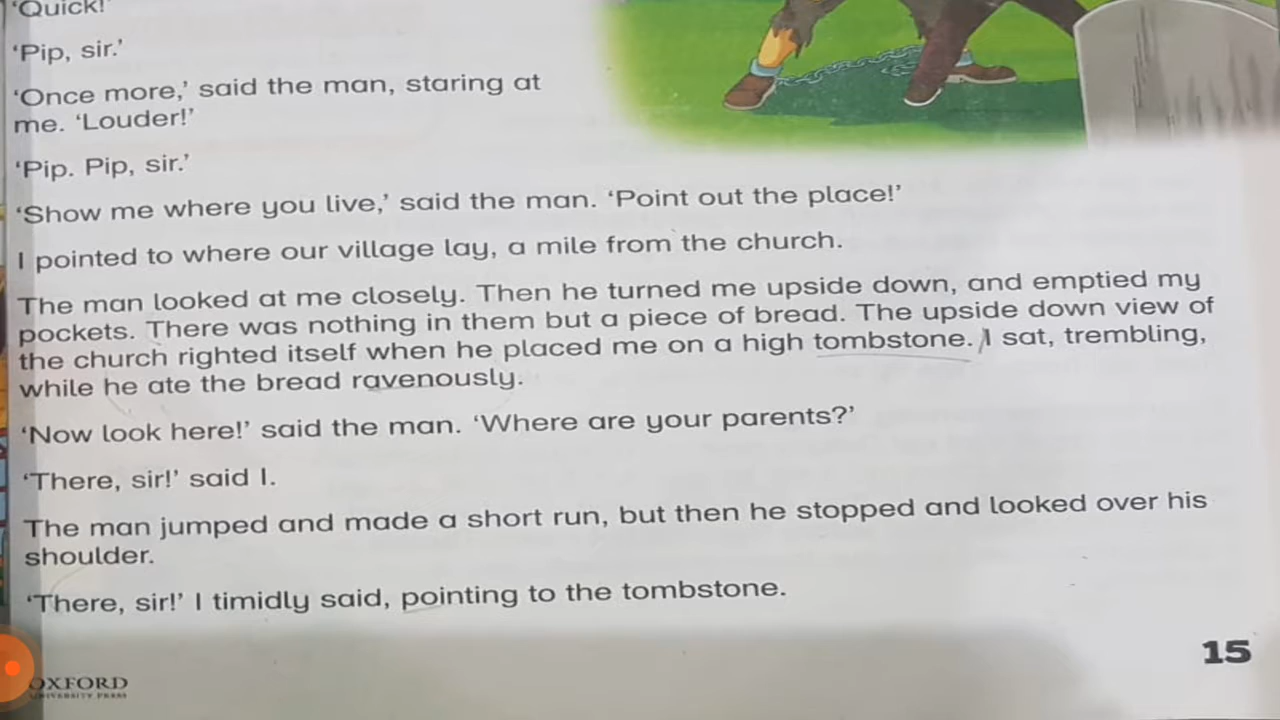 'Quick!'
'Pip, sir.'
'Once more,' said the man, staring at
me. 'Louder!'
'Pip. Pip, sir.'
'Show me where you live,' said the man. 'Point out the place!'
I pointed to where our village lay, a mile from the church.
The man looked at me closely. Then he turned me upside down, and emptied my
pockets. There was nothing in them but a piece of bread. The upside down view of
the church righted itself when he placed me on a high tombstone. I sat, trembling,
while he ate the bread ravenously.
'Now look here!' said the man. 'Where are your parents?'
'There, sir!' said I.
The man jumped and made a short run, but then he stopped and looked over his
shoulder.
'There, sir!' I timidly said, pointing to the tombstone.
15
OXFORD
UNIVERSITY PRESS